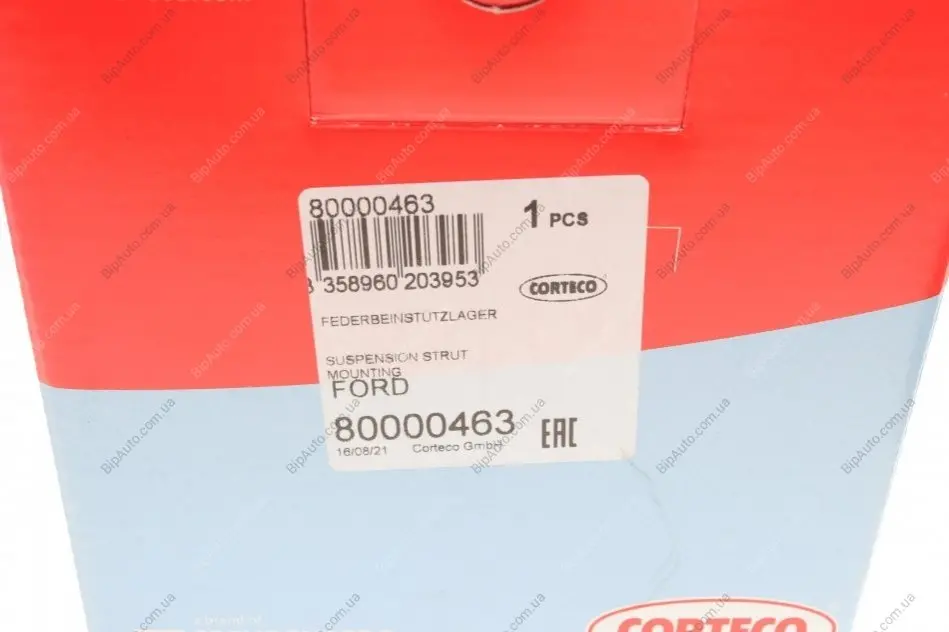 80000463
1 PCS
3 358960 203953
CORTECO
FEDERBEINSTUTZLAGER
SUSPENSION STRUT
MOUNTING
FORD
80000463
EAC
16/08/21 Corteco GmbH
CORTECO
BipAuto.com.ua